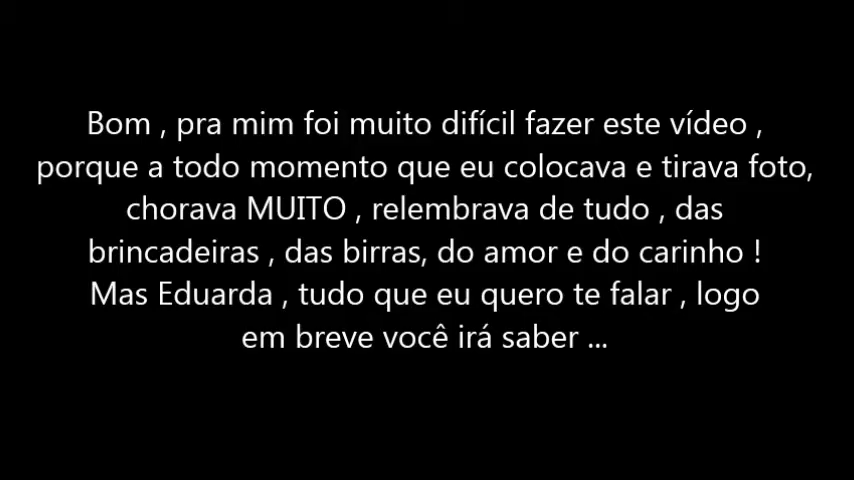 Bom , pra mim foi muito difícil fazer este vídeo ,
porque a todo momento que eu colocava e tirava foto,
chorava MUITO , relembrava de tudo , das
brincadeiras , das birras, do amor e do carinho !
Mas Eduarda , tudo que eu quero te falar , logo
em breve você irá saber ...